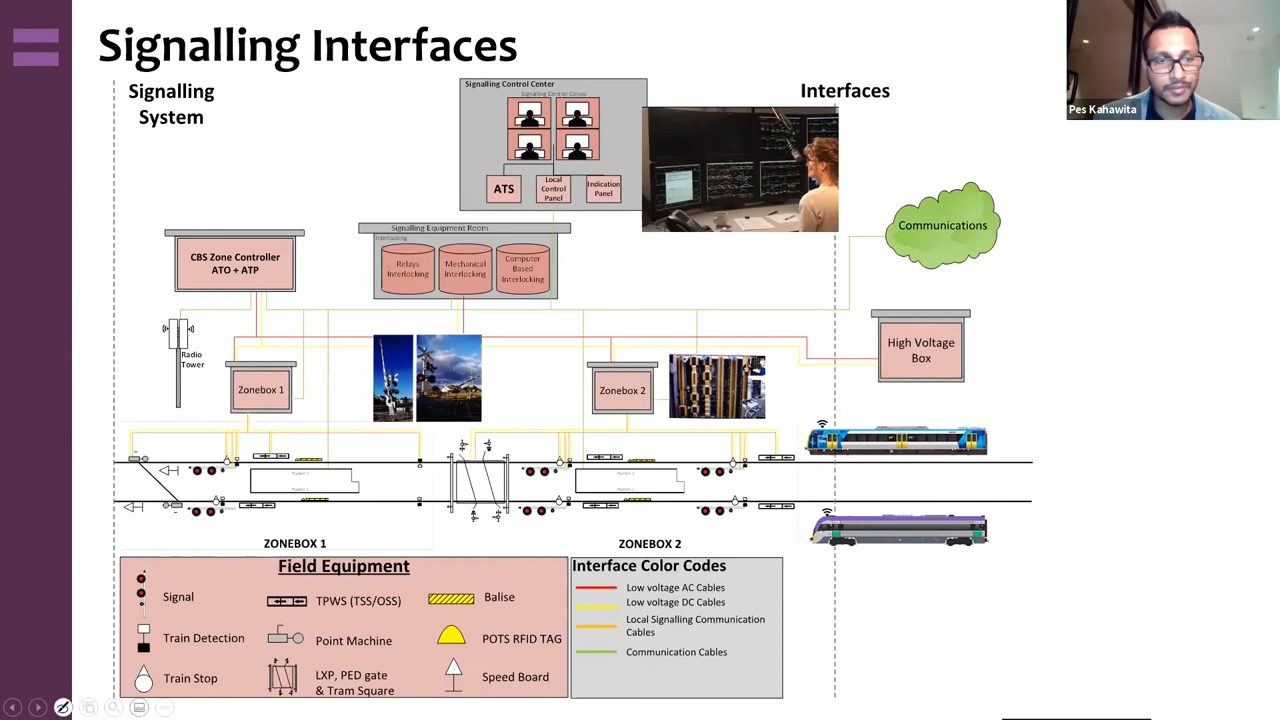 Signalling Interfaces
Signalling
System
Signalling Control Center
Signalling Control Consol
ATS
Local
Control
Panel
Indication
Panel
Interfaces
Pes Kahawita
Communications
Signalling Equipment Room
Interlocking
Relays
Interlocking
Mechanical
Interlocking
Computer
Based
Interlocking
CBS Zone Controller
ATO + ATP
Radio
Tower
High Voltage
Box
Zonebox 1
Zonebox 2
ZONEBOX 1
ZONEBOX 2
Field Equipment
Signal
TPWS (TSS/OSS)
Balise
Train Detection
Point Machine
POTS RFID TAG
Train Stop
LXP, PED gate
& Tram Square
Speed Board
Interface Color Codes
Low voltage AC Cables
Low voltage DC Cables
Local Signalling Communication
Cables
Communication Cables